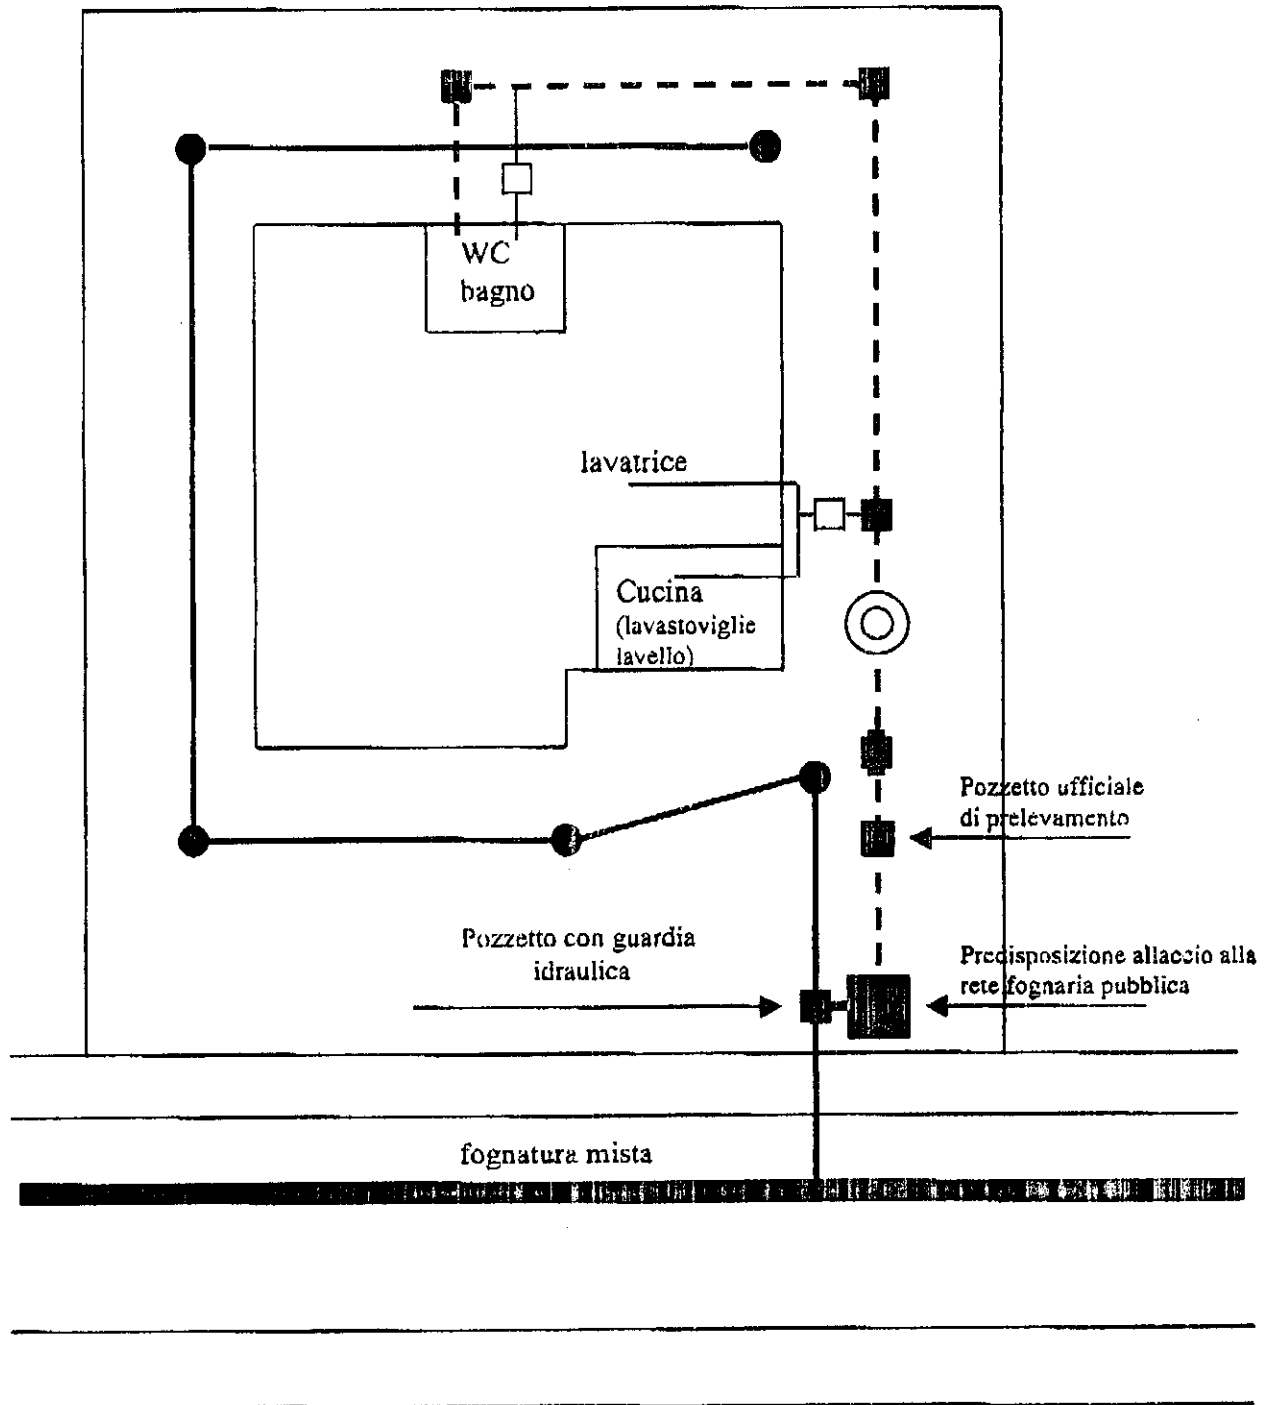 WC
bagno
lavatrice
Cucina
(lavastoviglie
lavello)
Pozzetto ufficiale
di prelevamento
Pozzetto con guardia
idraulica
Predisposizione allaccio alla
rete fognaria pubblica
fognatura mista